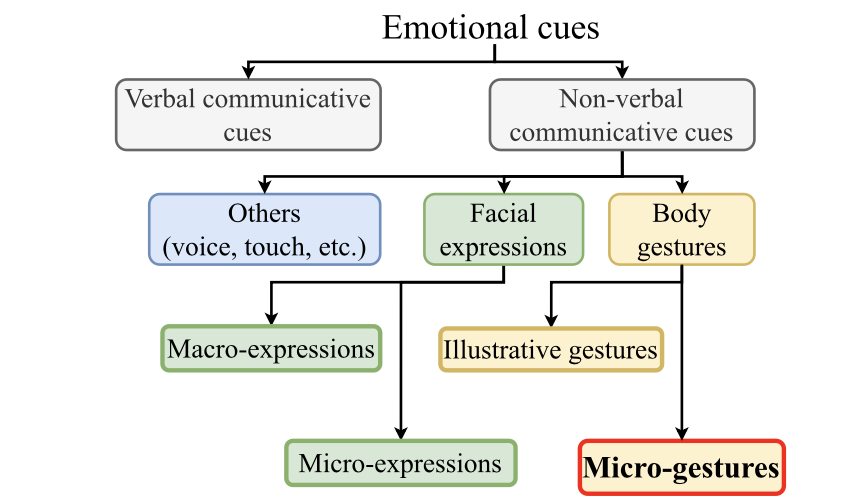 Emotional cues
Verbal communicative
cues
Non-verbal
communicative cues
Others
(voice, touch, etc.)
Facial
expressions
Body
gestures
Macro-expressions
Illustrative gestures
Micro-expressions
Micro-gestures